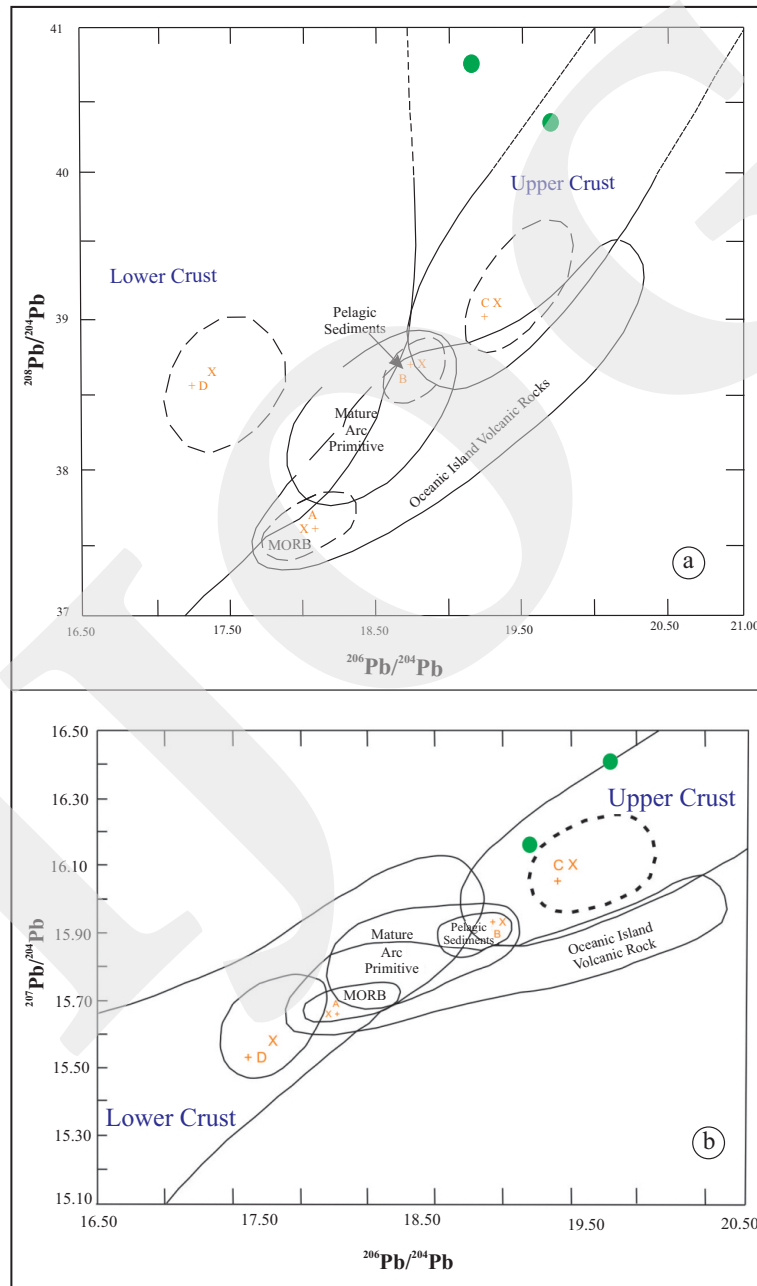 41
40
39
38
37
208Pb/204Pb
16.50
17.50
18.50
19.50
20.50
21.00
206Pb/204Pb
Upper Crust
Lower Crust
Pelagic
Sediments
C X
+
X
+ D
+ X
B
Mature
Arc
Primitive
Oceanic Island Volcanic Rocks
A
X +
MORB
a
16.50
16.30
16.10
15.90
15.70
15.50
15.30
15.10
207Pb/204Pb
16.50
17.50
18.50
19.50
20.50
206Pb/204Pb
Upper Crust
C X
+
Mature
Arc
Primitive
Pelagic
Sediments
+ X
B
Oceanic Island
Volcanic Rock
MORB
A
X +
X
+ D
Lower Crust
b